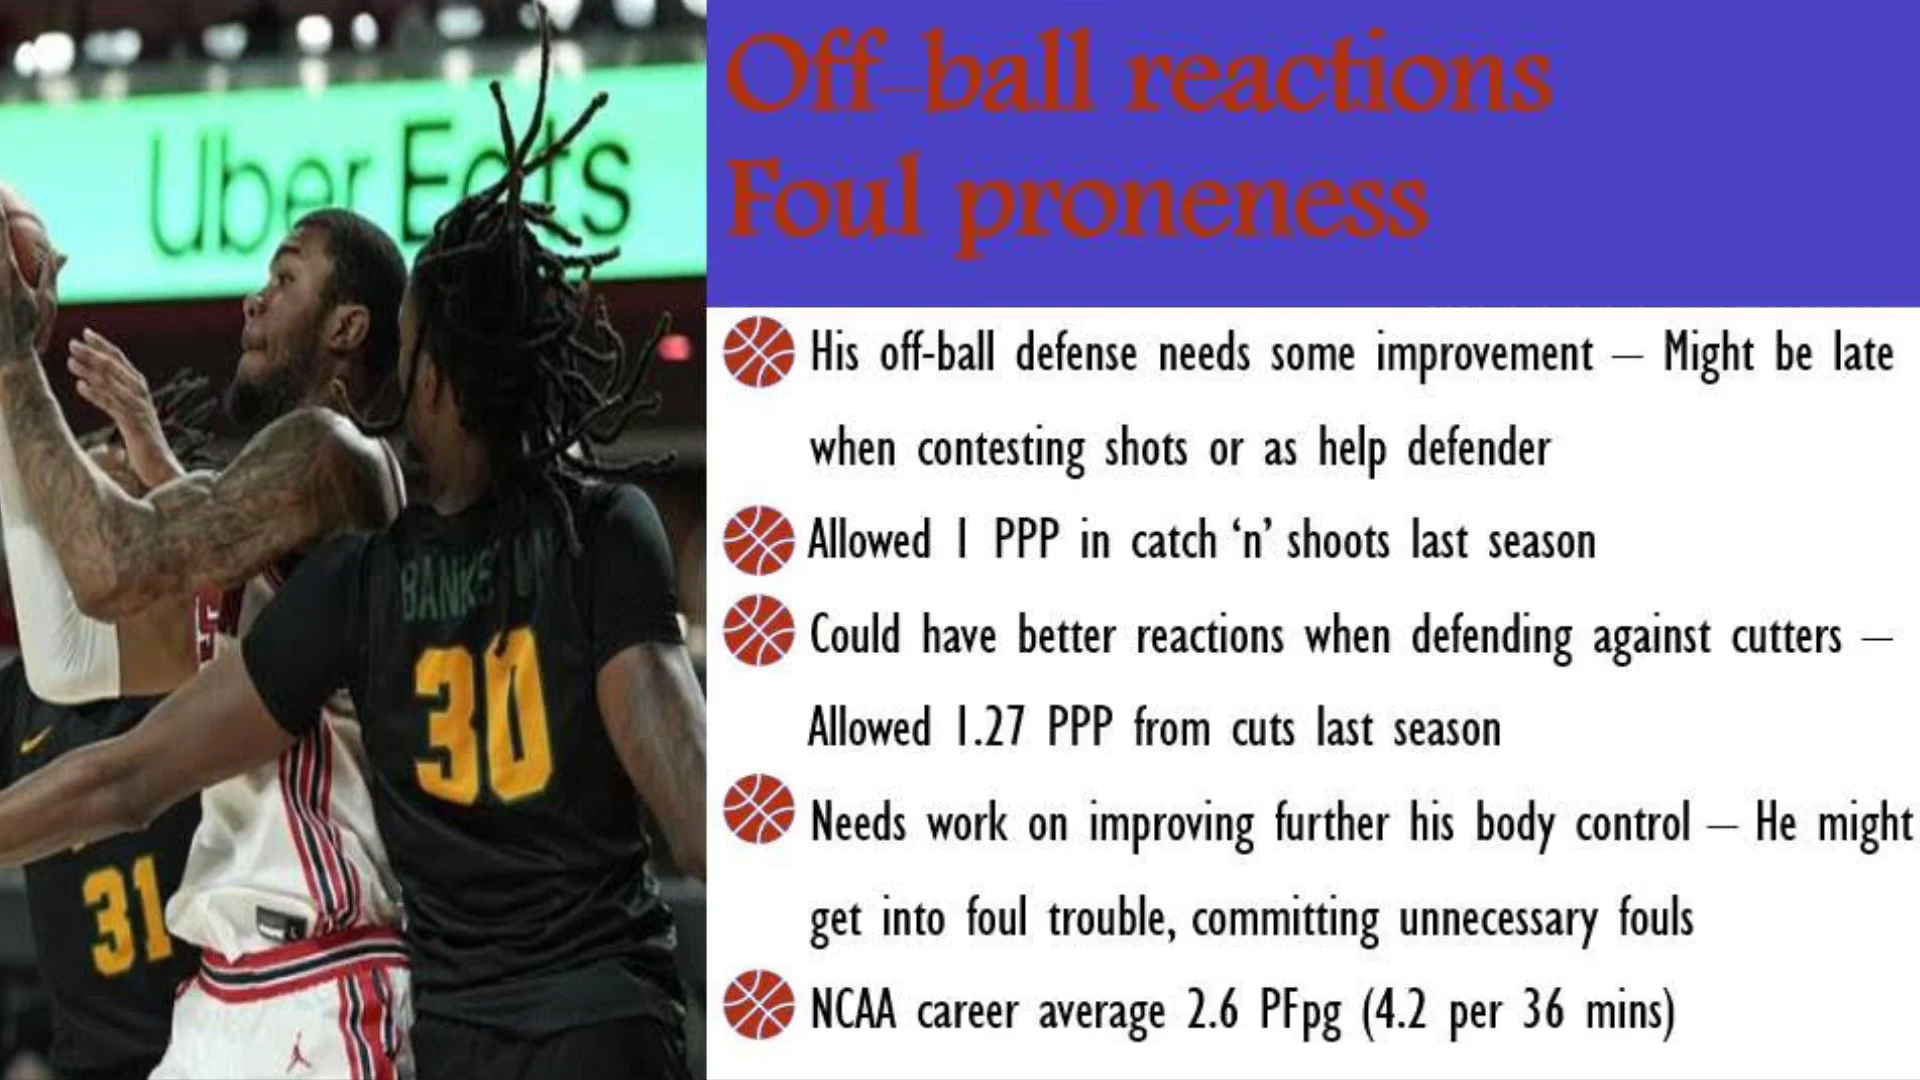 Uber Eats
BANKSTON
30
31
Off-ball reactions
Foul proneness
His off-ball defense needs some improvement – Might be late
when contesting shots or as help defender
Allowed 1 PPP in catch ‘n’ shoots last season
Could have better reactions when defending against cutters –
Allowed 1.27 PPP from cuts last season
Needs work on improving further his body control – He might
get into foul trouble, committing unnecessary fouls
NCAA career average 2.6 PFpg (4.2 per 36 mins)